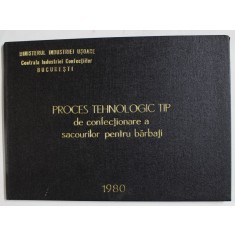 MINISTERUL INDUSTRIEI UȘOARE
Centrala Industriei Confecțiilor
BUCUREȘTI
PROCES TEHNOLOGIC TIP
de confecționare a
sacourilor pentru bărbați
1980